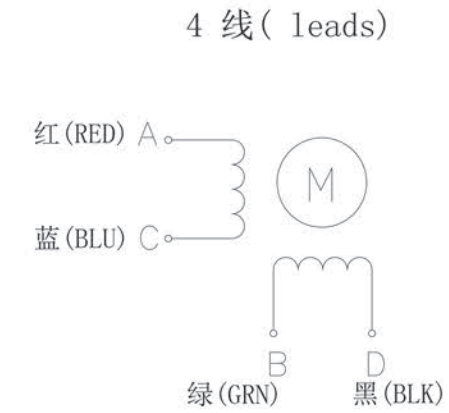 4 线( leads)
红(RED) A
M
蓝(BLU) C
B D
绿(GRN) 黑(BLK)